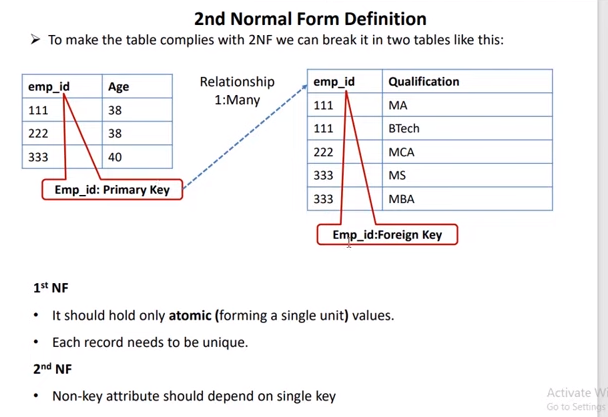 2nd Normal Form Definition
➤ To make the table complies with 2NF we can break it in two tables like this:
emp_id Age
111 38
222 38
333 40
Emp_id: Primary Key
Relationship
1:Many
emp_id Qualification
111 MA
111 BTech
222 MCA
333 MS
333 MBA
Emp_id:Foreign Key
1st NF
• It should hold only atomic (forming a single unit) values.
• Each record needs to be unique.
2nd NF
• Non-key attribute should depend on single key
Activate Wi
Go to Settings